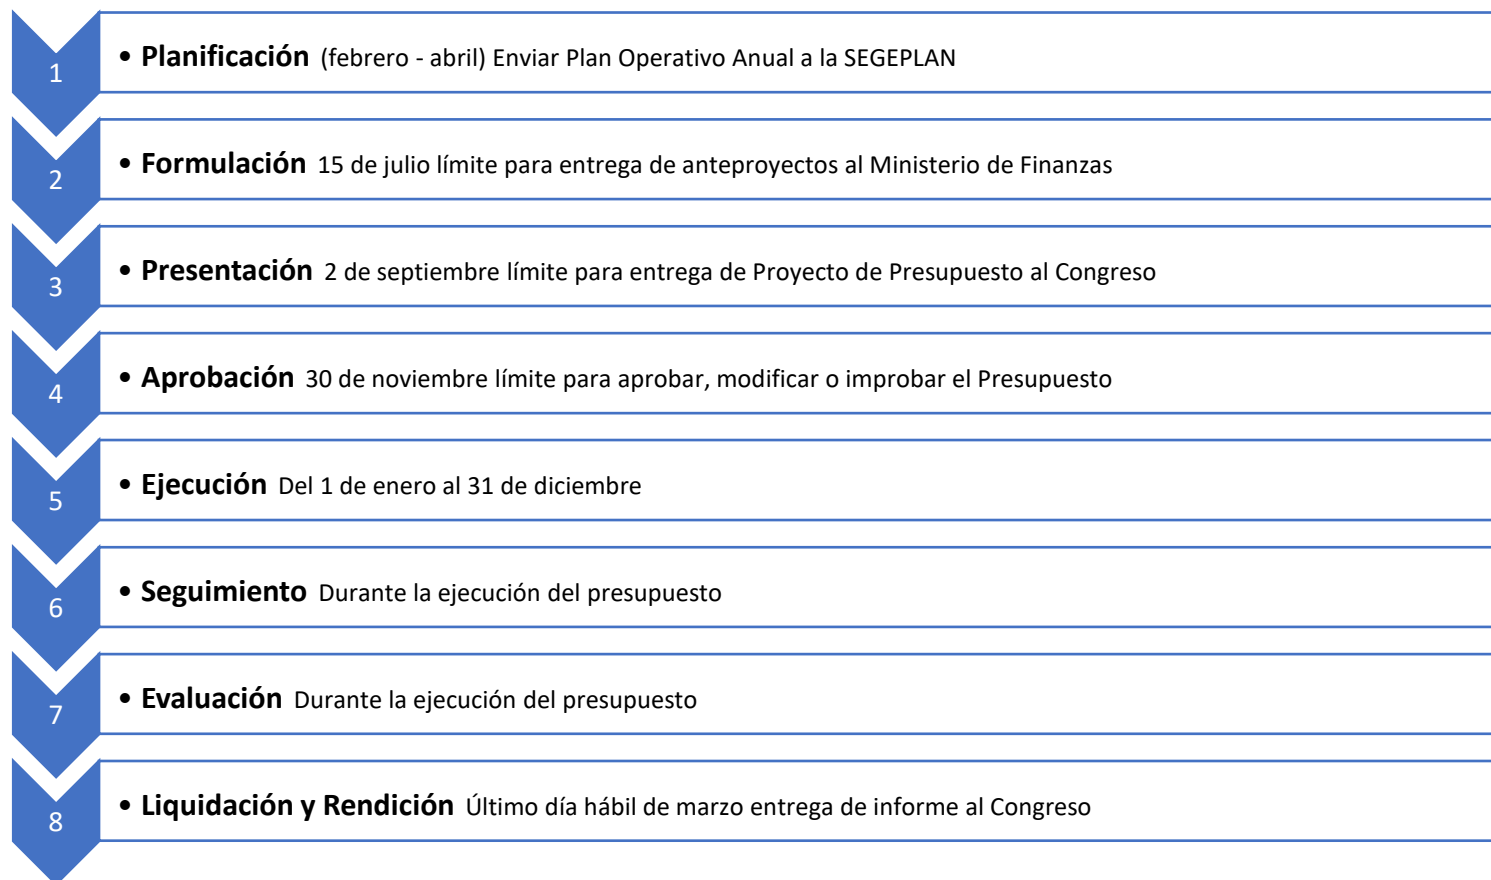 1
• Planificación (febrero - abril) Enviar Plan Operativo Anual a la SEGEPLAN
2
• Formulación 15 de julio límite para entrega de anteproyectos al Ministerio de Finanzas
3
• Presentación 2 de septiembre límite para entrega de Proyecto de Presupuesto al Congreso
4
• Aprobación 30 de noviembre límite para aprobar, modificar o improbar el Presupuesto
5
• Ejecución Del 1 de enero al 31 de diciembre
6
• Seguimiento Durante la ejecución del presupuesto
7
• Evaluación Durante la ejecución del presupuesto
8
• Liquidación y Rendición Último día hábil de marzo entrega de informe al Congreso